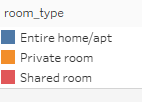 room_type
Entire home/apt
Private room
Shared room